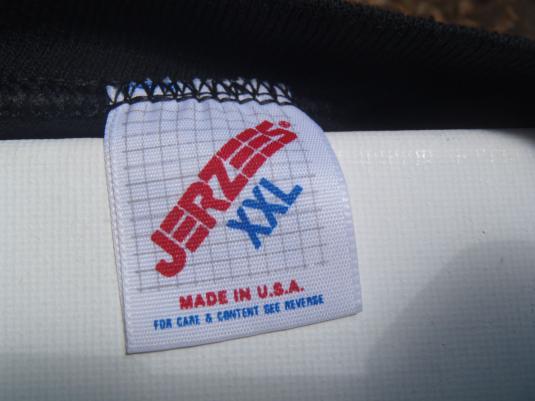 JERZEES®
XXL
MADE IN U.S.A.
FOR CARE & CONTENT SEE REVERSE